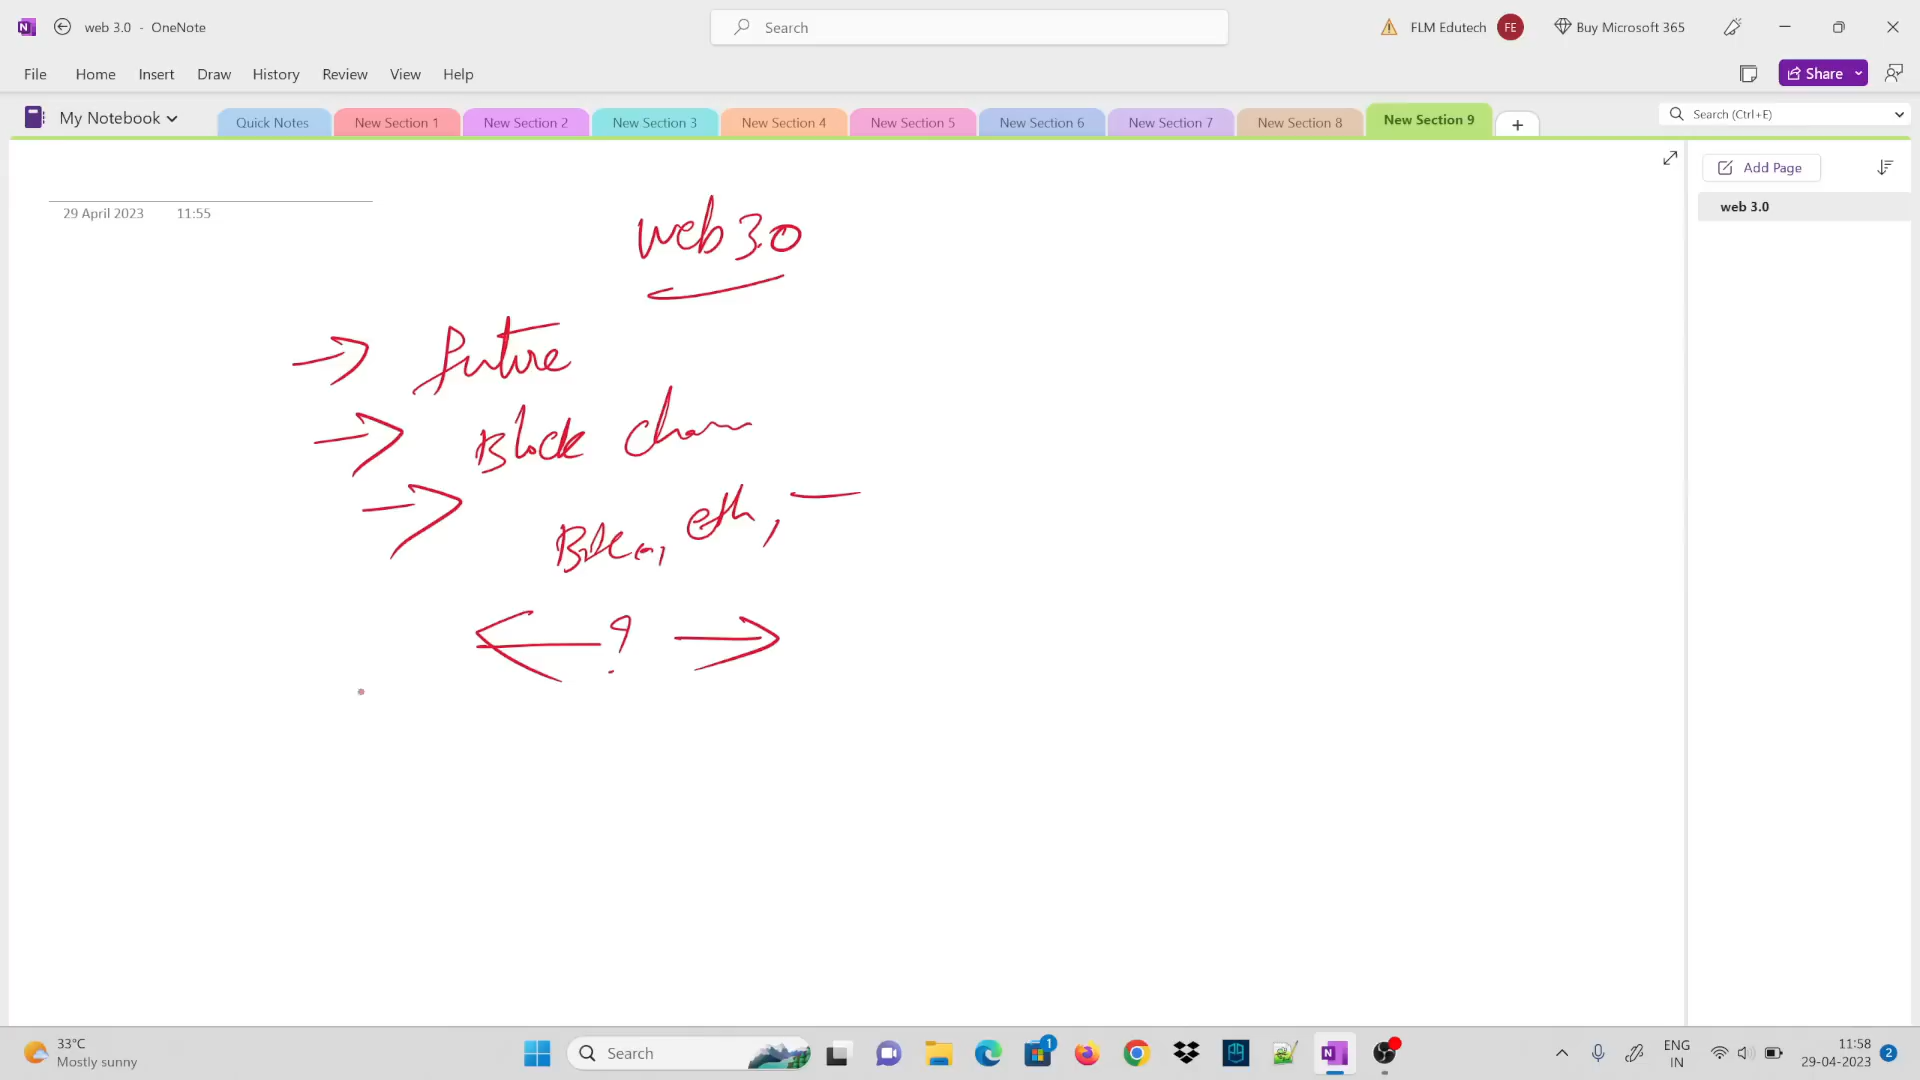 web 3.0 - OneNote
Search
FLM Edutech FE
Buy Microsoft 365
File Home Insert Draw History Review View Help
Share
My Notebook
Quick Notes New Section 1 New Section 2 New Section 3 New Section 4 New Section 5 New Section 6 New Section 7 New Section 8 New Section 9 +
Search (Ctrl+E)
Add Page
web 3.0
29 April 2023 11:55
web 3.0
→ future
→ Block chain
→ eth, —
← ? →
33°C
Mostly sunny
Search
1
ENG
IN
11:58
29-04-2023
2